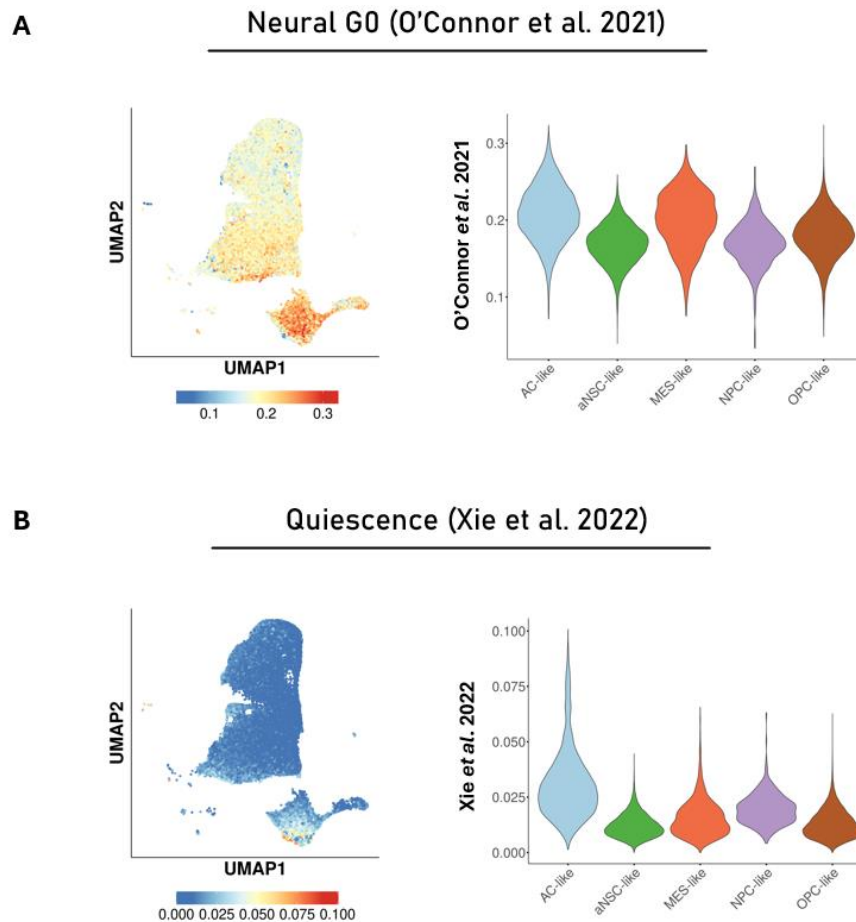 A
Neural G0 (O'Connor et al. 2021)
UMAP2
UMAP1
0.1 0.2 0.3
O'Connor et al. 2021
0.3
0.2
0.1
AC-like
aNSC-like
MES-like
NPC-like
OPC-like
B
Quiescence (Xie et al. 2022)
UMAP2
UMAP1
0.000 0.025 0.050 0.075 0.100
Xie et al. 2022
0.100
0.075
0.050
0.025
0.000
AC-like
aNSC-like
MES-like
NPC-like
OPC-like